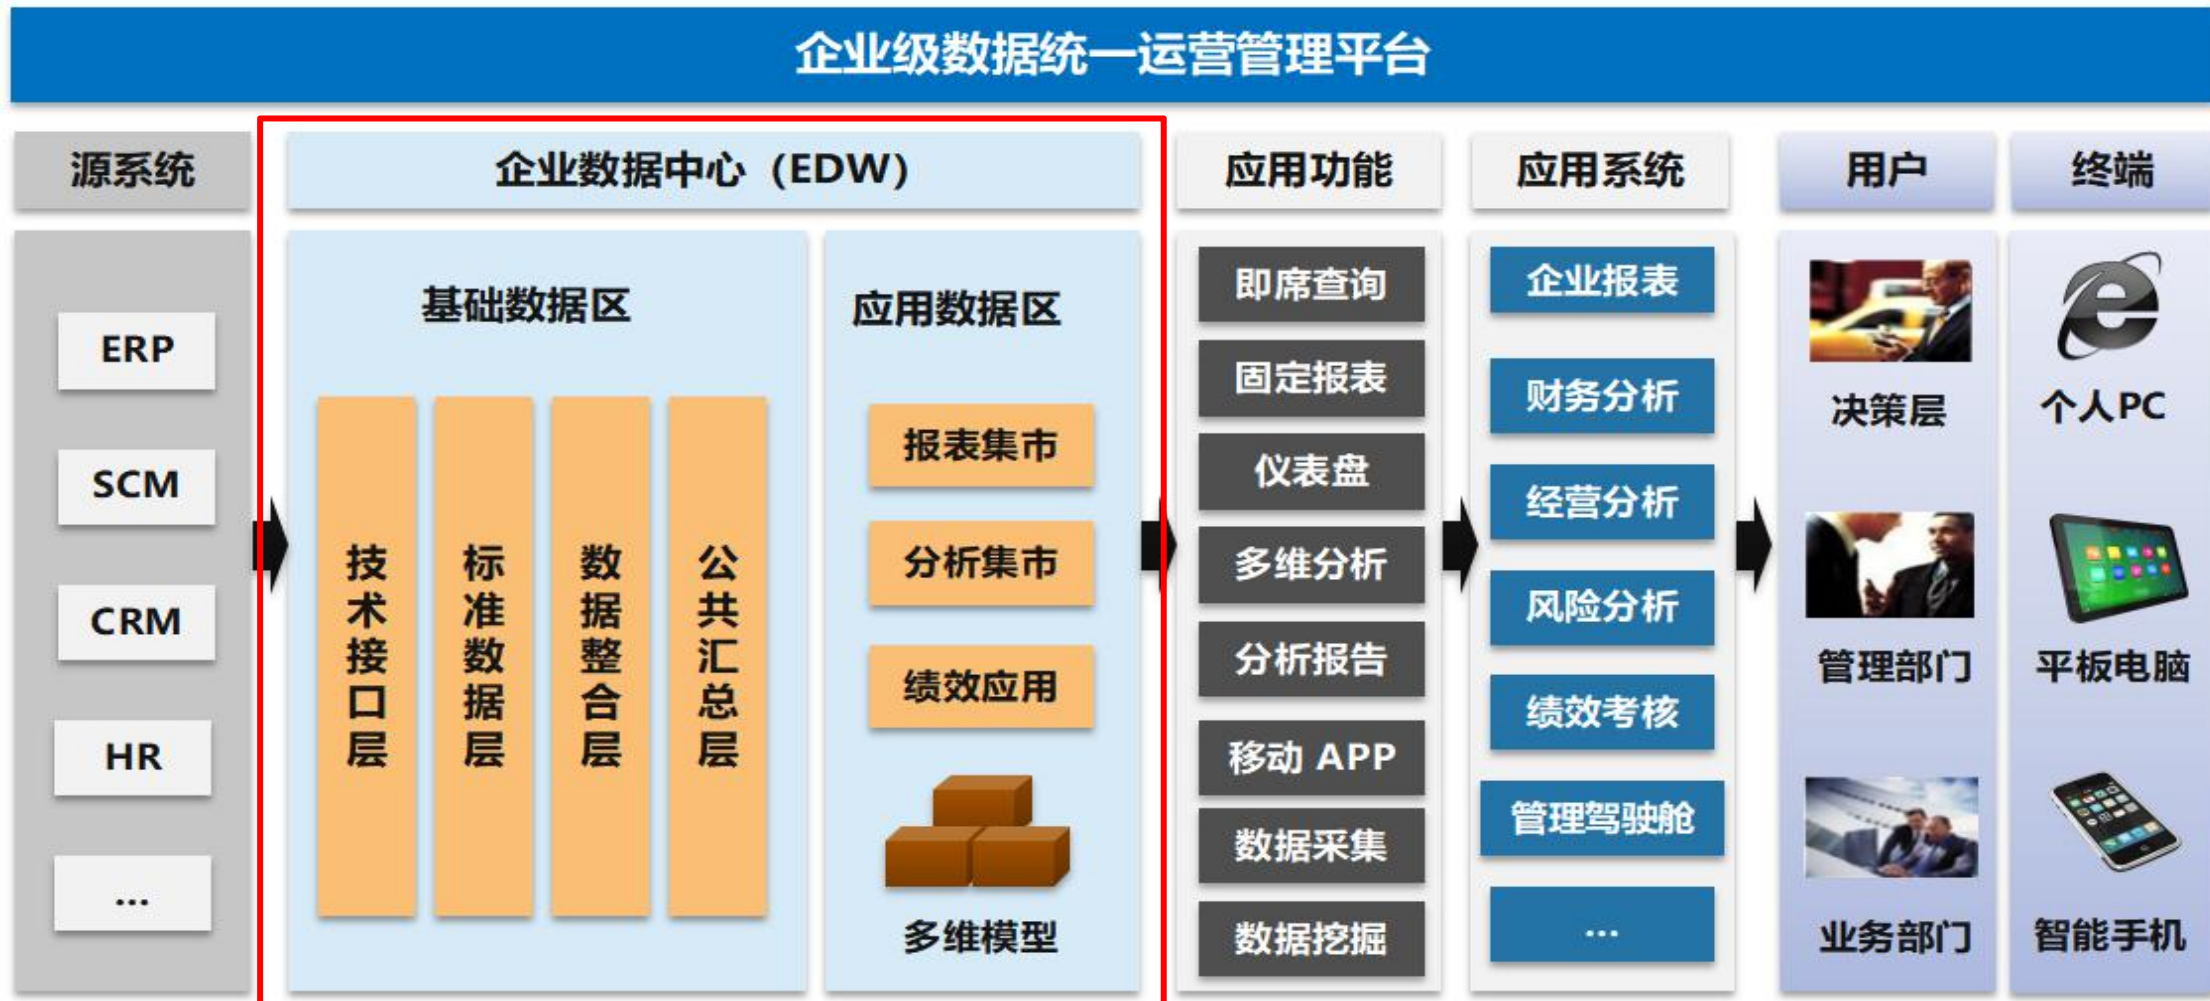 企业级数据统一运营管理平台
源系统
ERP
SCM
CRM
HR
...
企业数据中心（EDW）
基础数据区
技术接口层
标准数据层
数据整合层
公共汇总层
应用数据区
报表集市
分析集市
绩效应用
多维模型
应用功能
即席查询
固定报表
仪表盘
多维分析
分析报告
移动 APP
数据采集
数据挖掘
应用系统
企业报表
财务分析
经营分析
风险分析
绩效考核
管理驾驶舱
...
用户
决策层
管理部门
业务部门
终端
个人PC
平板电脑
智能手机